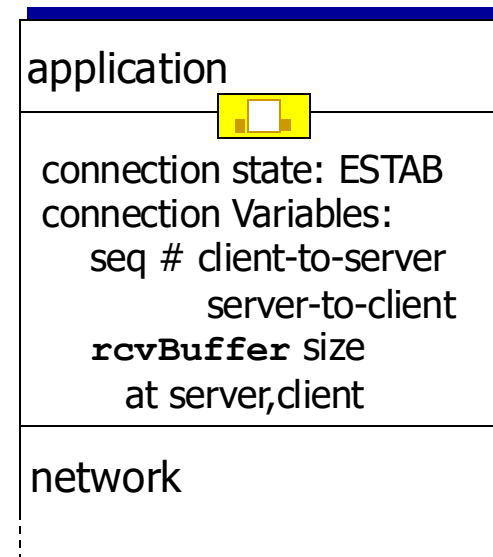 application
connection state: ESTAB
connection Variables:
seq # client-to-server
server-to-client
rcvBuffer size
at server,client
network